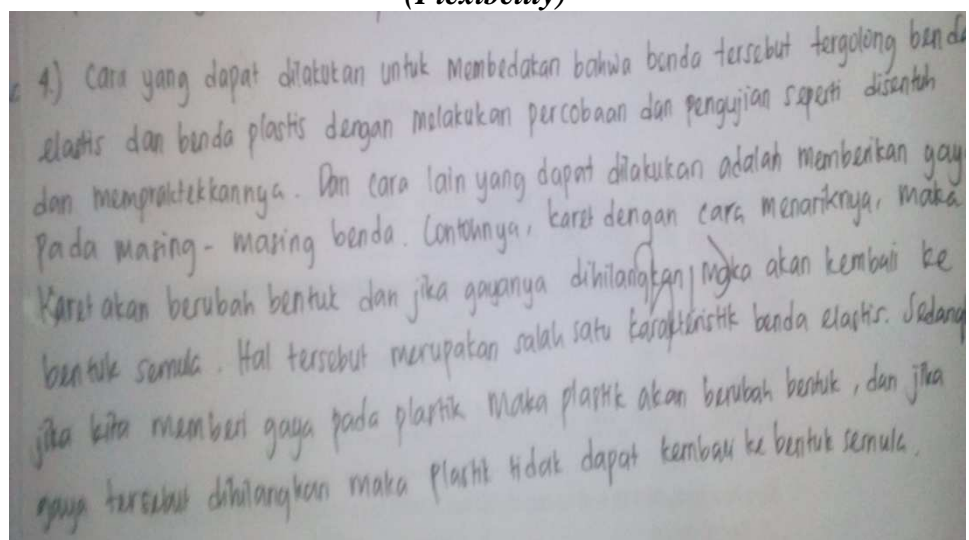 (Flexibelity)
4.) Cara yang dapat dilakukan untuk Membedakan bahwa benda tersebut tergolong benda
elastis dan benda plastis dengan melakukan percobaan dan pengujian seperti disentuh
dan mempraktekkannya. Dan cara lain yang dapat dilakukan adalah memberikan gay
pada masing - masing benda. Contohnya, karet dengan cara menariknya, maka
Karet akan berubah bentuk dan jika gayanya dihilangkan, maka akan kembali ke
bentuk semula. Hal tersebut merupakan salah satu karakteristik benda elastis. Sedang
jika kita memberi gaya pada plastik maka plastik akan berubah bentuk, dan jika
gaya tersebut dihilangkan maka plastik tidak dapat kembali ke bentuk semula.